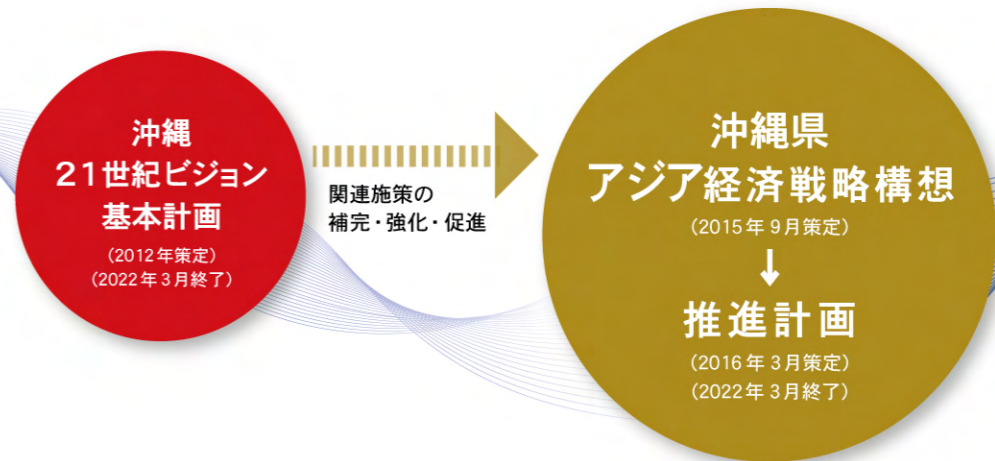 沖縄
21世紀ビジョン
基本計画
（2012年策定）
（2022年3月終了）
関連施策の
補完・強化・促進
沖縄県
アジア経済戦略構想
（2015年9月策定）
↓
推進計画
（2016年3月策定）
（2022年3月終了）